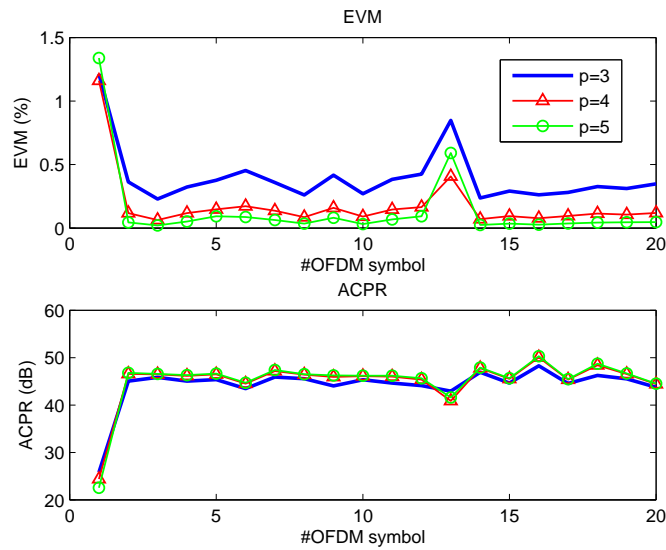 EVM
1.5
1
0.5
0
EVM (%)
p=3
p=4
p=5
0 5 10 15 20
#OFDM symbol
ACPR
60
50
40
30
20
ACPR (dB)
0 5 10 15 20
#OFDM symbol